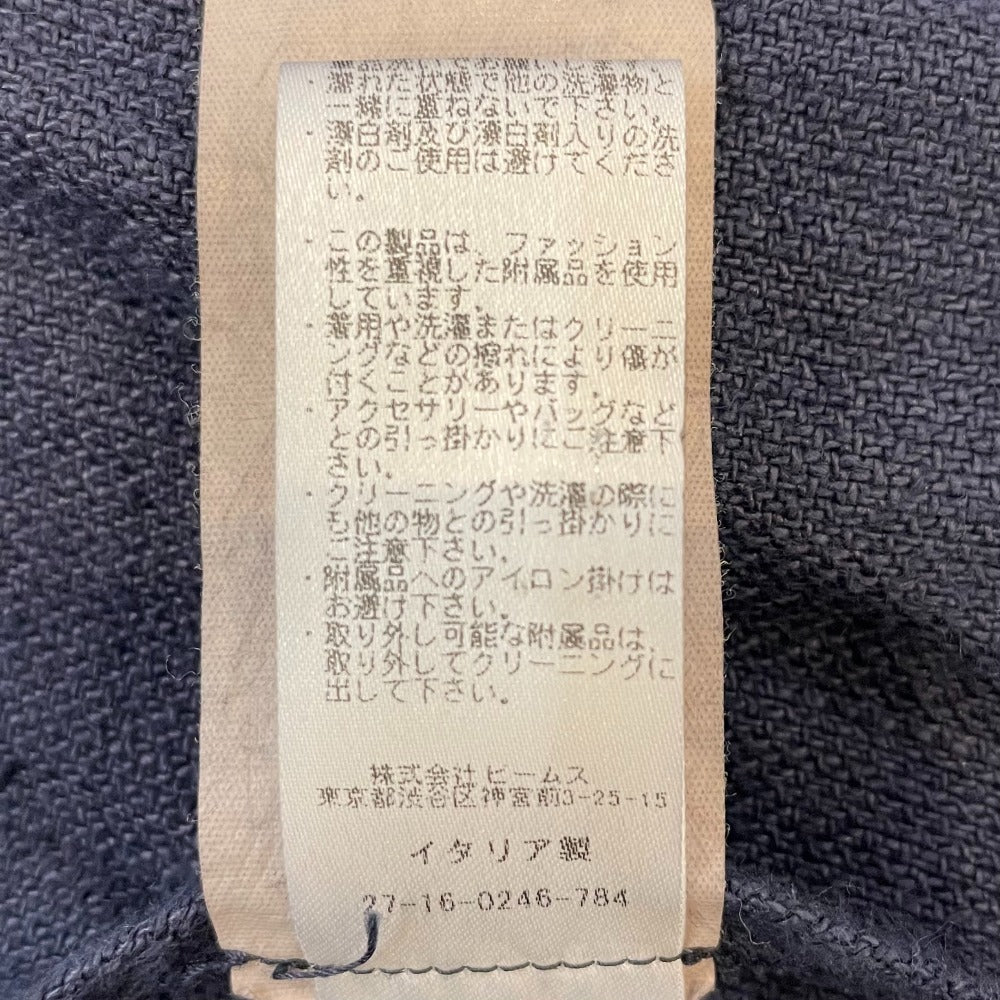 濡れた状態で他の洗濯物と
一緒に重ねないで下さい。
・漂白剤及び漂白剤入りの洗
剤のご使用は避けてくださ
い。
・この製品は、ファッション
性を重視した附属品を使用
しています。
・着用や洗濯またはクリーニ
ングなどの擦れにより傷が
付くことがあります。
・アクセサリーやバッグなど
との引っ掛かりにご注意下
さい。
・クリーニングや洗濯の際に
も他の物との引っ掛かりに
ご注意下さい。
・附属品へのアイロン掛けは
お避け下さい。
・取り外し可能な附属品は、
取り外してクリーニングに
出して下さい。
株式会社ビームス
東京都渋谷区神宮前3-25-15
イタリア製
27-16-0246-784